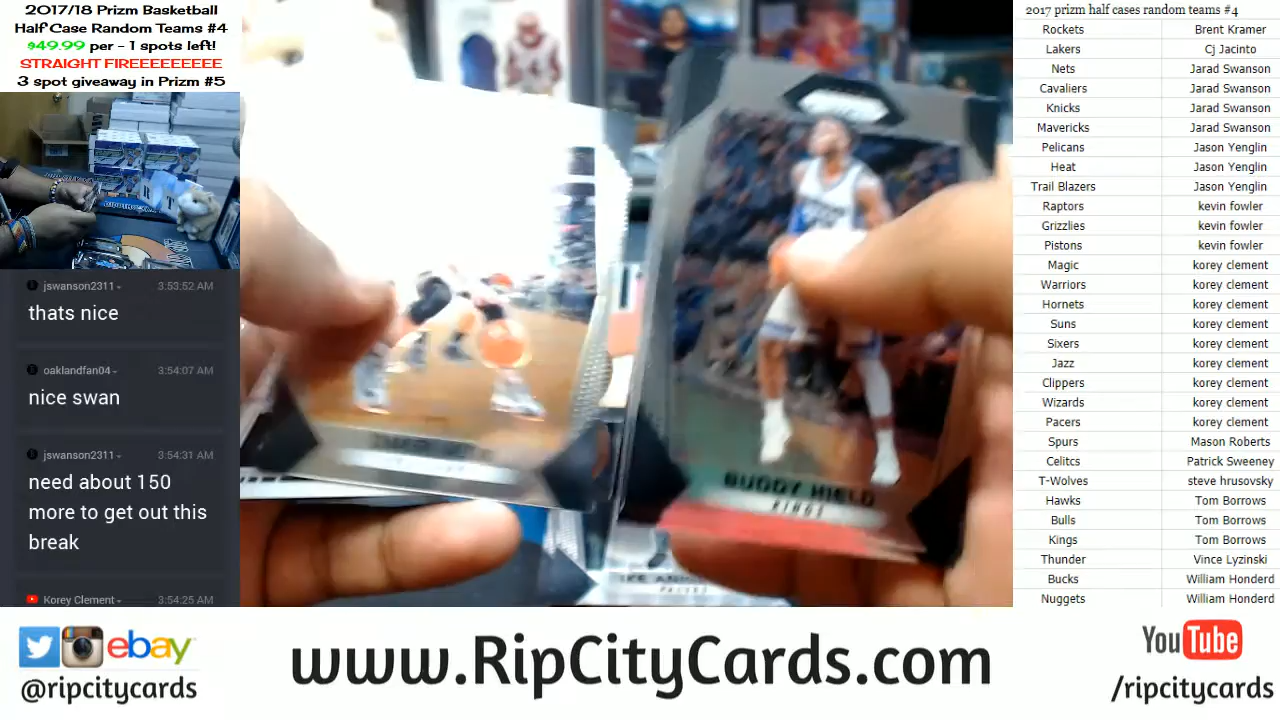 2017/18 Prizm Basketball
Half Case Random Teams #4
$49.99 per - 1 spots left!
STRAIGHT FIREEEEEEEEE
3 spot giveaway in Prizm #5
jswanson2311 3:53:52 AM
thats nice
oaklandfan04 3:54:07 AM
nice swan
jswanson2311 3:54:31 AM
need about 150
more to get out this
break
Korey Clement 3:54:25 AM
BUDDY HIELD
KINGS
2017 prizm half cases random teams #4
Rockets Brent Kramer
Lakers Cj Jacinto
Nets Jarad Swanson
Cavaliers Jarad Swanson
Knicks Jarad Swanson
Mavericks Jarad Swanson
Pelicans Jason Yenglin
Heat Jason Yenglin
Trail Blazers Jason Yenglin
Raptors kevin fowler
Grizzlies kevin fowler
Pistons kevin fowler
Magic korey clement
Warriors korey clement
Hornets korey clement
Suns korey clement
Sixers korey clement
Jazz korey clement
Clippers korey clement
Wizards korey clement
Pacers korey clement
Spurs Mason Roberts
Celitcs Patrick Sweeney
T-Wolves steve hrusovsky
Hawks Tom Borrows
Bulls Tom Borrows
Kings Tom Borrows
Thunder Vince Lyzinski
Bucks William Honderd
Nuggets William Honderd
ebay
@ripcitycards
www.RipCityCards.com
YouTube
/ripcitycards